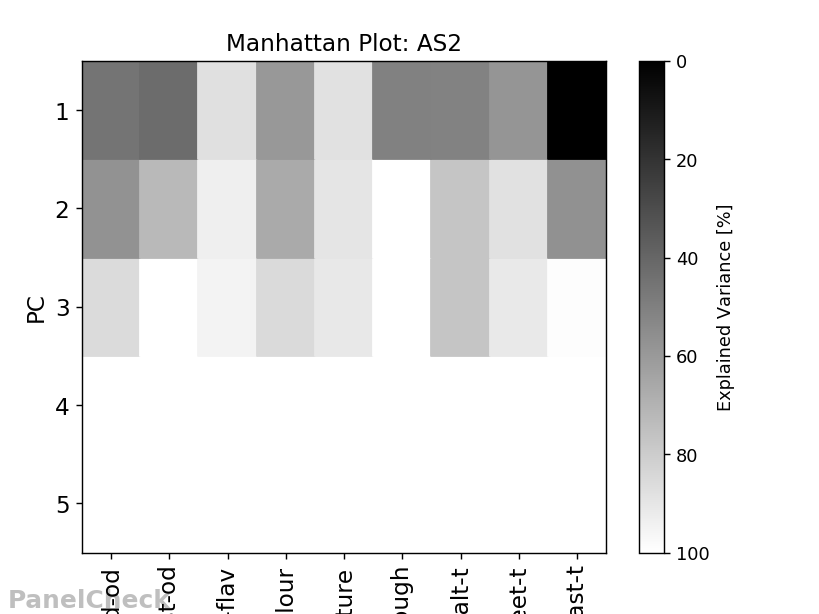 Manhattan Plot: AS2
PC
1
2
3
4
5
d-od
t-od
-flav
lour
ture
ough
alt-t
eet-t
ast-t
0
20
40
60
80
100
Explained Variance [%]
PanelCheck